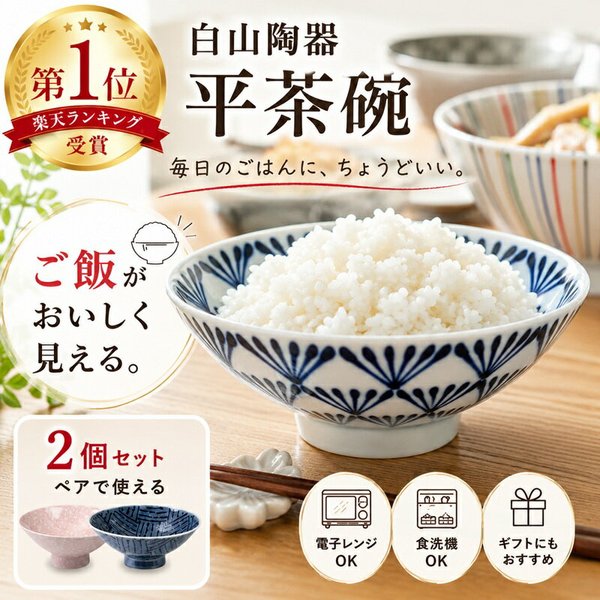 第1位
楽天ランキング
受賞
白山陶器
平茶碗
毎日のごはんに、ちょうどいい。
ご飯が
おいしく
見える。
2個セット
ペアで使える
電子レンジ
OK
食洗機
OK
ギフトにも
おすすめ